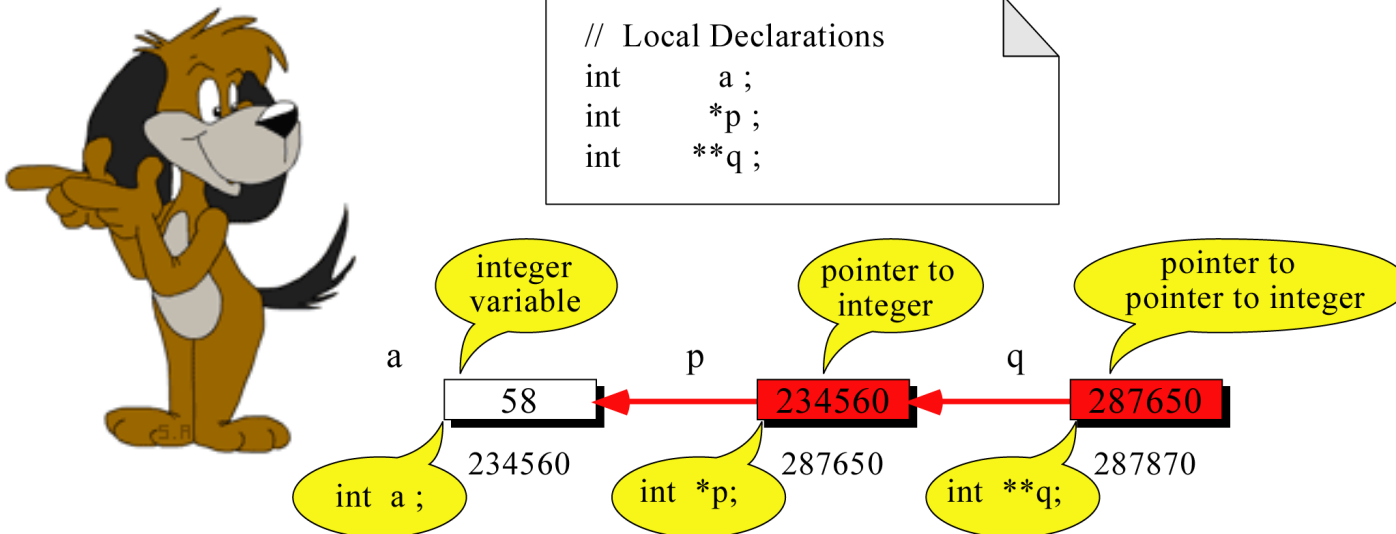 // Local Declarations
int a ;
int *p ;
int **q ;
integer
variable
pointer to
integer
pointer to
pointer to integer
a
p
q
58
234560
287650
234560
287650
287870
int a ;
int *p;
int **q;
S.A